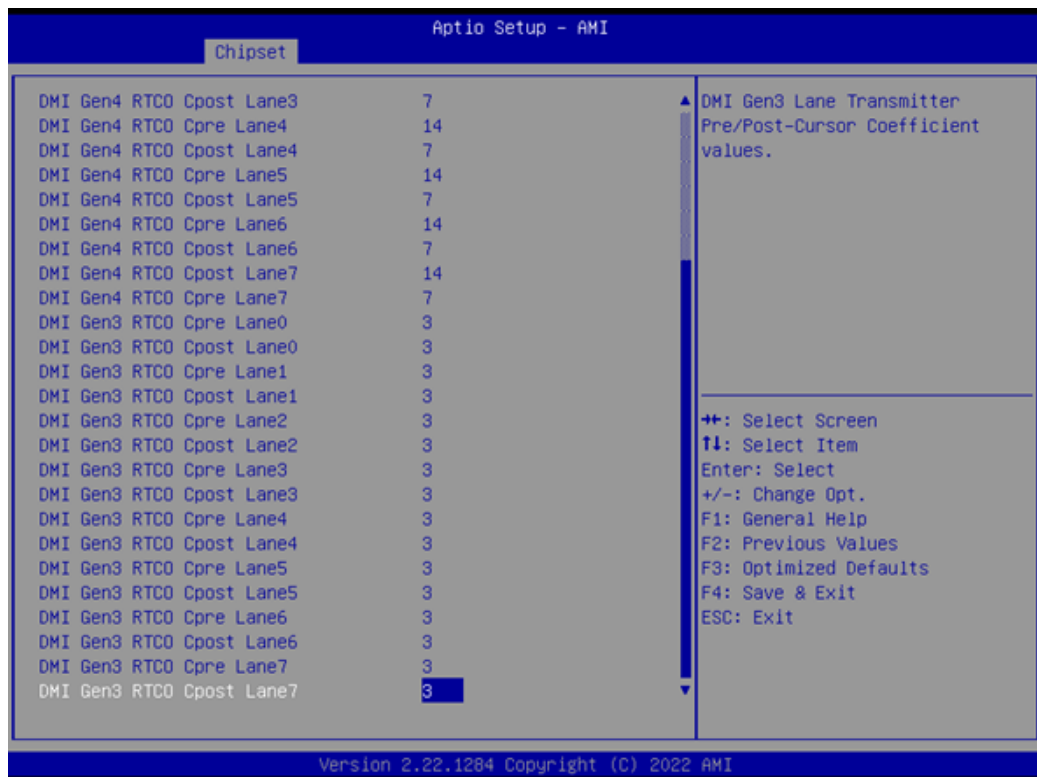 Aptio Setup - AMI
Chipset
DMI Gen4 RTCO Cpost Lane3 7
DMI Gen4 RTCO Cpre Lane4 14
DMI Gen4 RTCO Cpost Lane4 7
DMI Gen4 RTCO Cpre Lane5 14
DMI Gen4 RTCO Cpost Lane5 7
DMI Gen4 RTCO Cpre Lane6 14
DMI Gen4 RTCO Cpost Lane6 7
DMI Gen4 RTCO Cpost Lane7 14
DMI Gen4 RTCO Cpre Lane7 7
DMI Gen3 RTCO Cpre Lane0 3
DMI Gen3 RTCO Cpost Lane0 3
DMI Gen3 RTCO Cpre Lane1 3
DMI Gen3 RTCO Cpost Lane1 3
DMI Gen3 RTCO Cpre Lane2 3
DMI Gen3 RTCO Cpost Lane2 3
DMI Gen3 RTCO Cpre Lane3 3
DMI Gen3 RTCO Cpost Lane3 3
DMI Gen3 RTCO Cpre Lane4 3
DMI Gen3 RTCO Cpost Lane4 3
DMI Gen3 RTCO Cpre Lane5 3
DMI Gen3 RTCO Cpost Lane5 3
DMI Gen3 RTCO Cpre Lane6 3
DMI Gen3 RTCO Cpost Lane6 3
DMI Gen3 RTCO Cpre Lane7 3
DMI Gen3 RTCO Cpost Lane7 3
DMI Gen3 Lane Transmitter
Pre/Post-Cursor Coefficient
values.
→←: Select Screen
↑↓: Select Item
Enter: Select
+/-: Change Opt.
F1: General Help
F2: Previous Values
F3: Optimized Defaults
F4: Save & Exit
ESC: Exit
Version 2.22.1284 Copyright (C) 2022 AMI